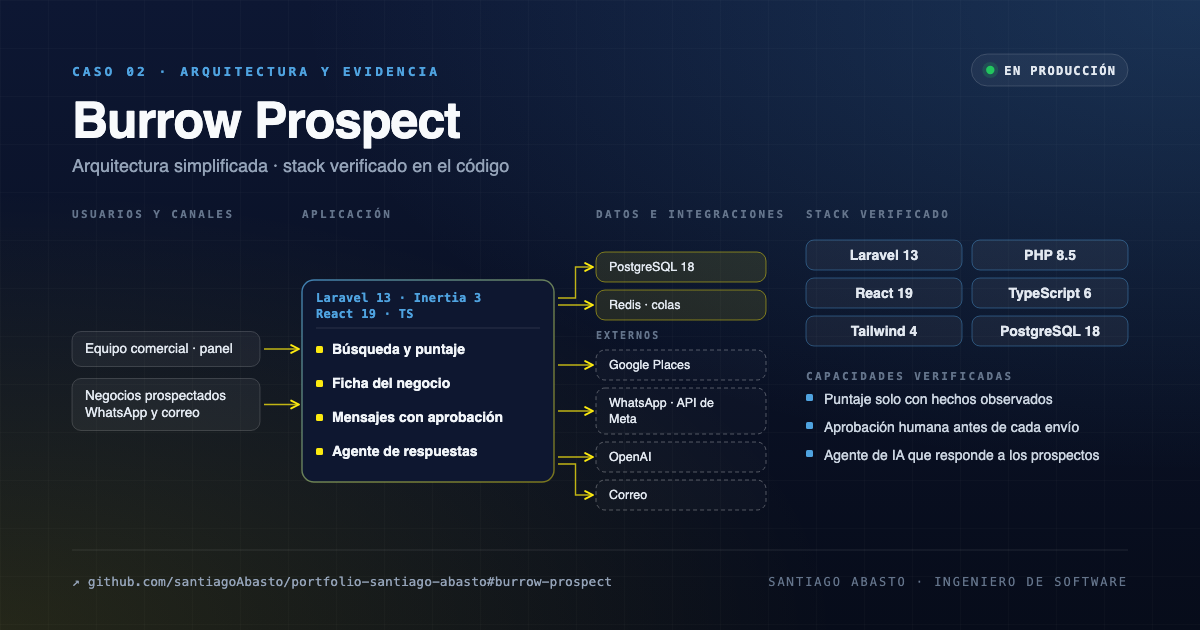 CASO 02 · ARQUITECTURA Y EVIDENCIA
EN PRODUCCIÓN
Burrow Prospect
Arquitectura simplificada · stack verificado en el código
USUARIOS Y CANALES
Equipo comercial · panel
Negocios prospectados
WhatsApp y correo
APLICACIÓN
Laravel 13 · Inertia 3
React 19 · TS
Búsqueda y puntaje
Ficha del negocio
Mensajes con aprobación
Agente de respuestas
DATOS E INTEGRACIONES
PostgreSQL 18
Redis · colas
EXTERNOS
Google Places
WhatsApp · API de
Meta
OpenAI
Correo
STACK VERIFICADO
Laravel 13
PHP 8.5
React 19
TypeScript 6
Tailwind 4
PostgreSQL 18
CAPACIDADES VERIFICADAS
Puntaje solo con hechos observados
Aprobación humana antes de cada envío
Agente de IA que responde a los prospectos
↗ github.com/santiagoAbasto/portfolio-santiago-abasto#burrow-prospect
SANTIAGO ABASTO · INGENIERO DE SOFTWARE